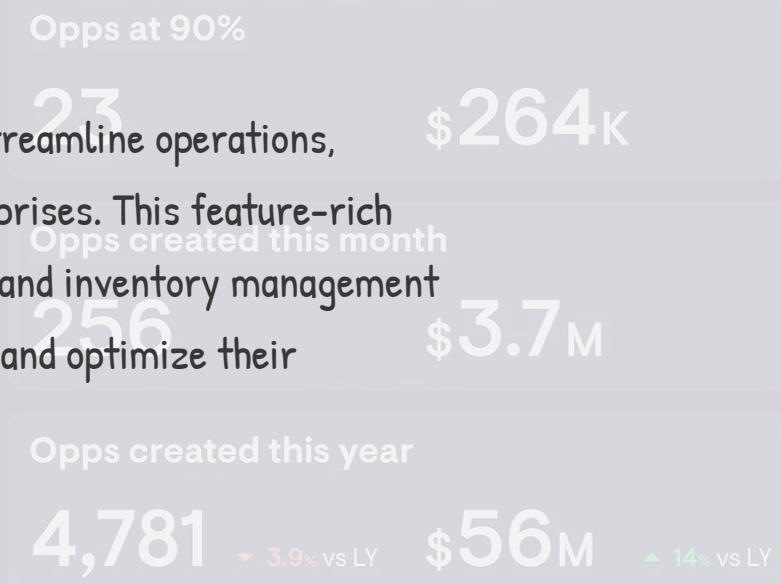 Opps at 90%
23 $264K
streamline operations,
prises. This feature-rich
Opps created this month
and inventory management
256 $3.7M
and optimize their
Opps created this year
4,781 3.9% vs LY $56M 14% vs LY